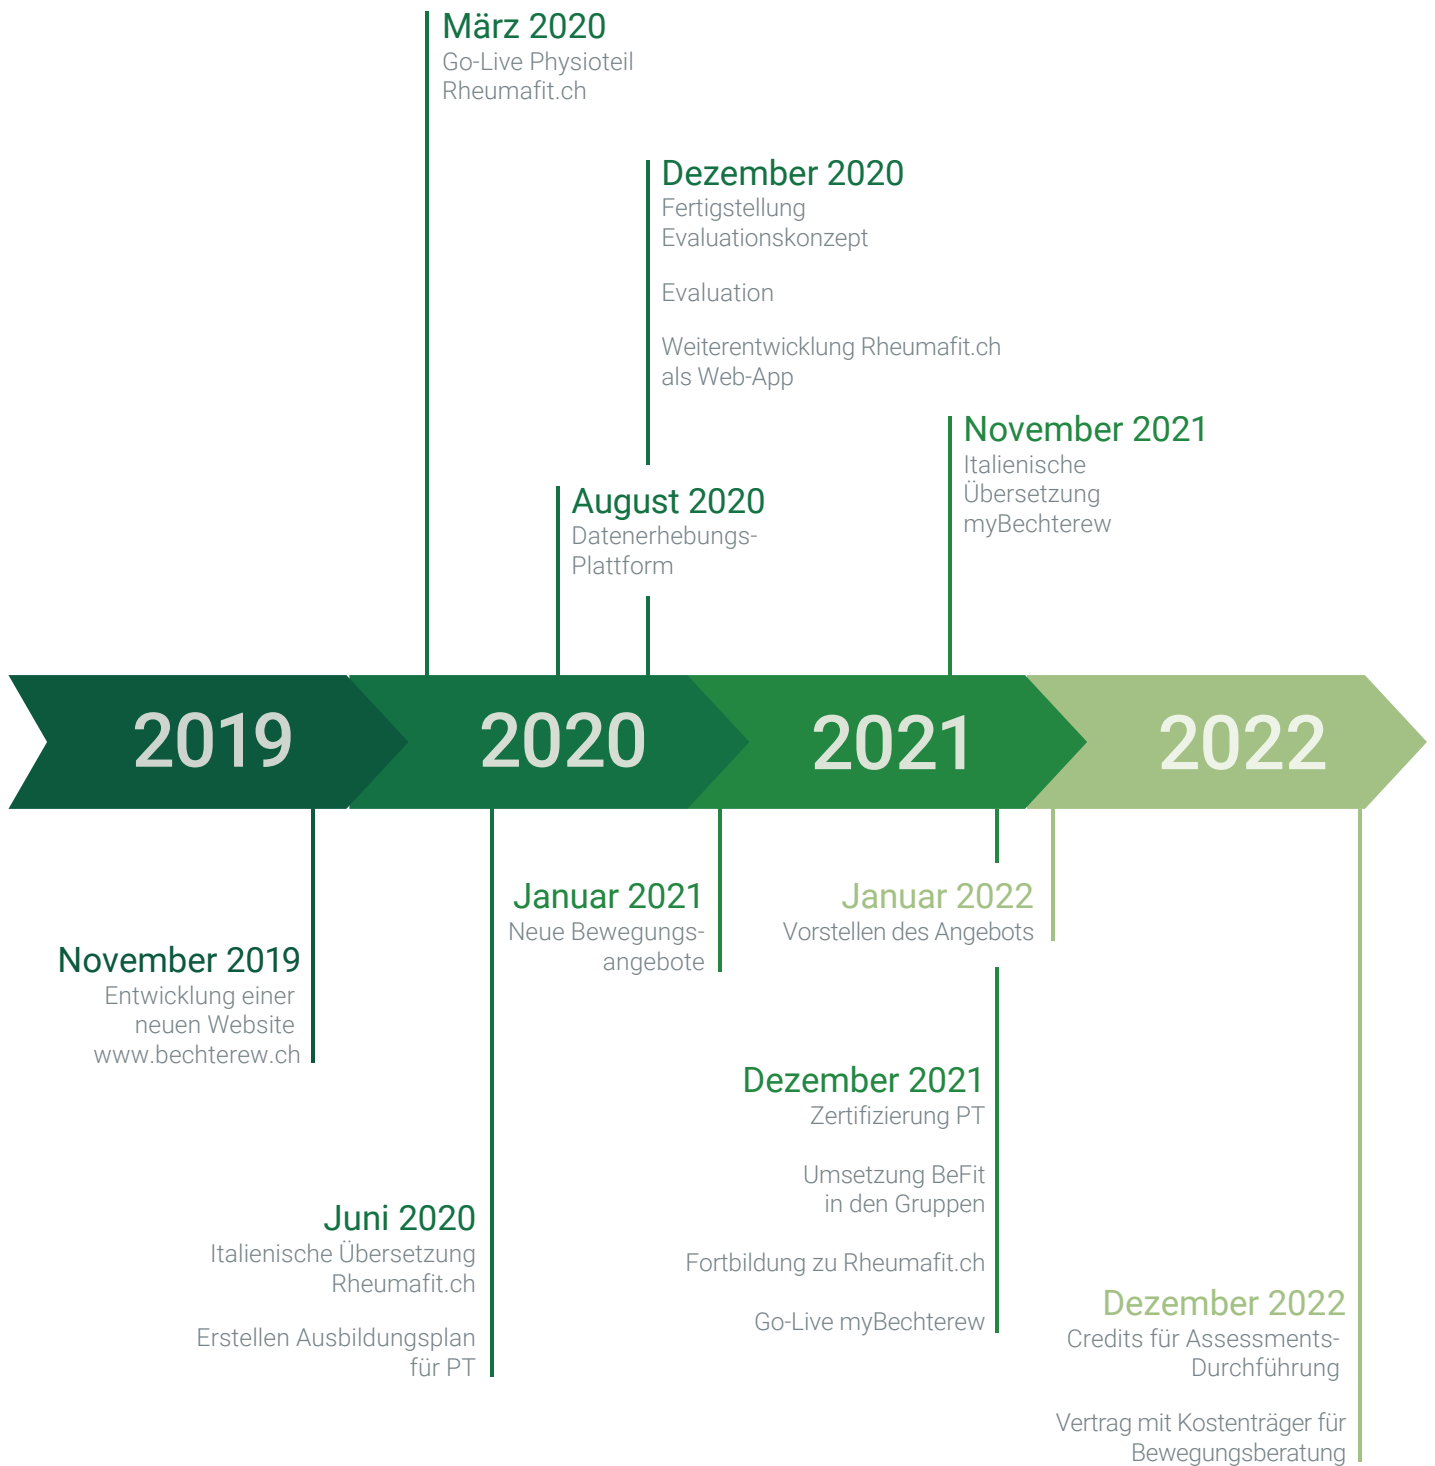 März 2020
Go-Live Physioteil
Rheumafit.ch
Dezember 2020
Fertigstellung
Evaluationskonzept
Evaluation
Weiterentwicklung Rheumafit.ch
als Web-App
November 2021
Italienische
Übersetzung
myBechterew
August 2020
Datenerhebungs-
Plattform
2019
2020
2021
2022
Januar 2021
Neue Bewegungs-
angebote
Januar 2022
Vorstellen des Angebots
November 2019
Entwicklung einer
neuen Website
www.bechterew.ch
Dezember 2021
Zertifizierung PT
Umsetzung BeFit
in den Gruppen
Fortbildung zu Rheumafit.ch
Go-Live myBechterew
Juni 2020
Italienische Übersetzung
Rheumafit.ch
Erstellen Ausbildungsplan
für PT
Dezember 2022
Credits für Assessments-
Durchführung
Vertrag mit Kostenträger für
Bewegungsberatung